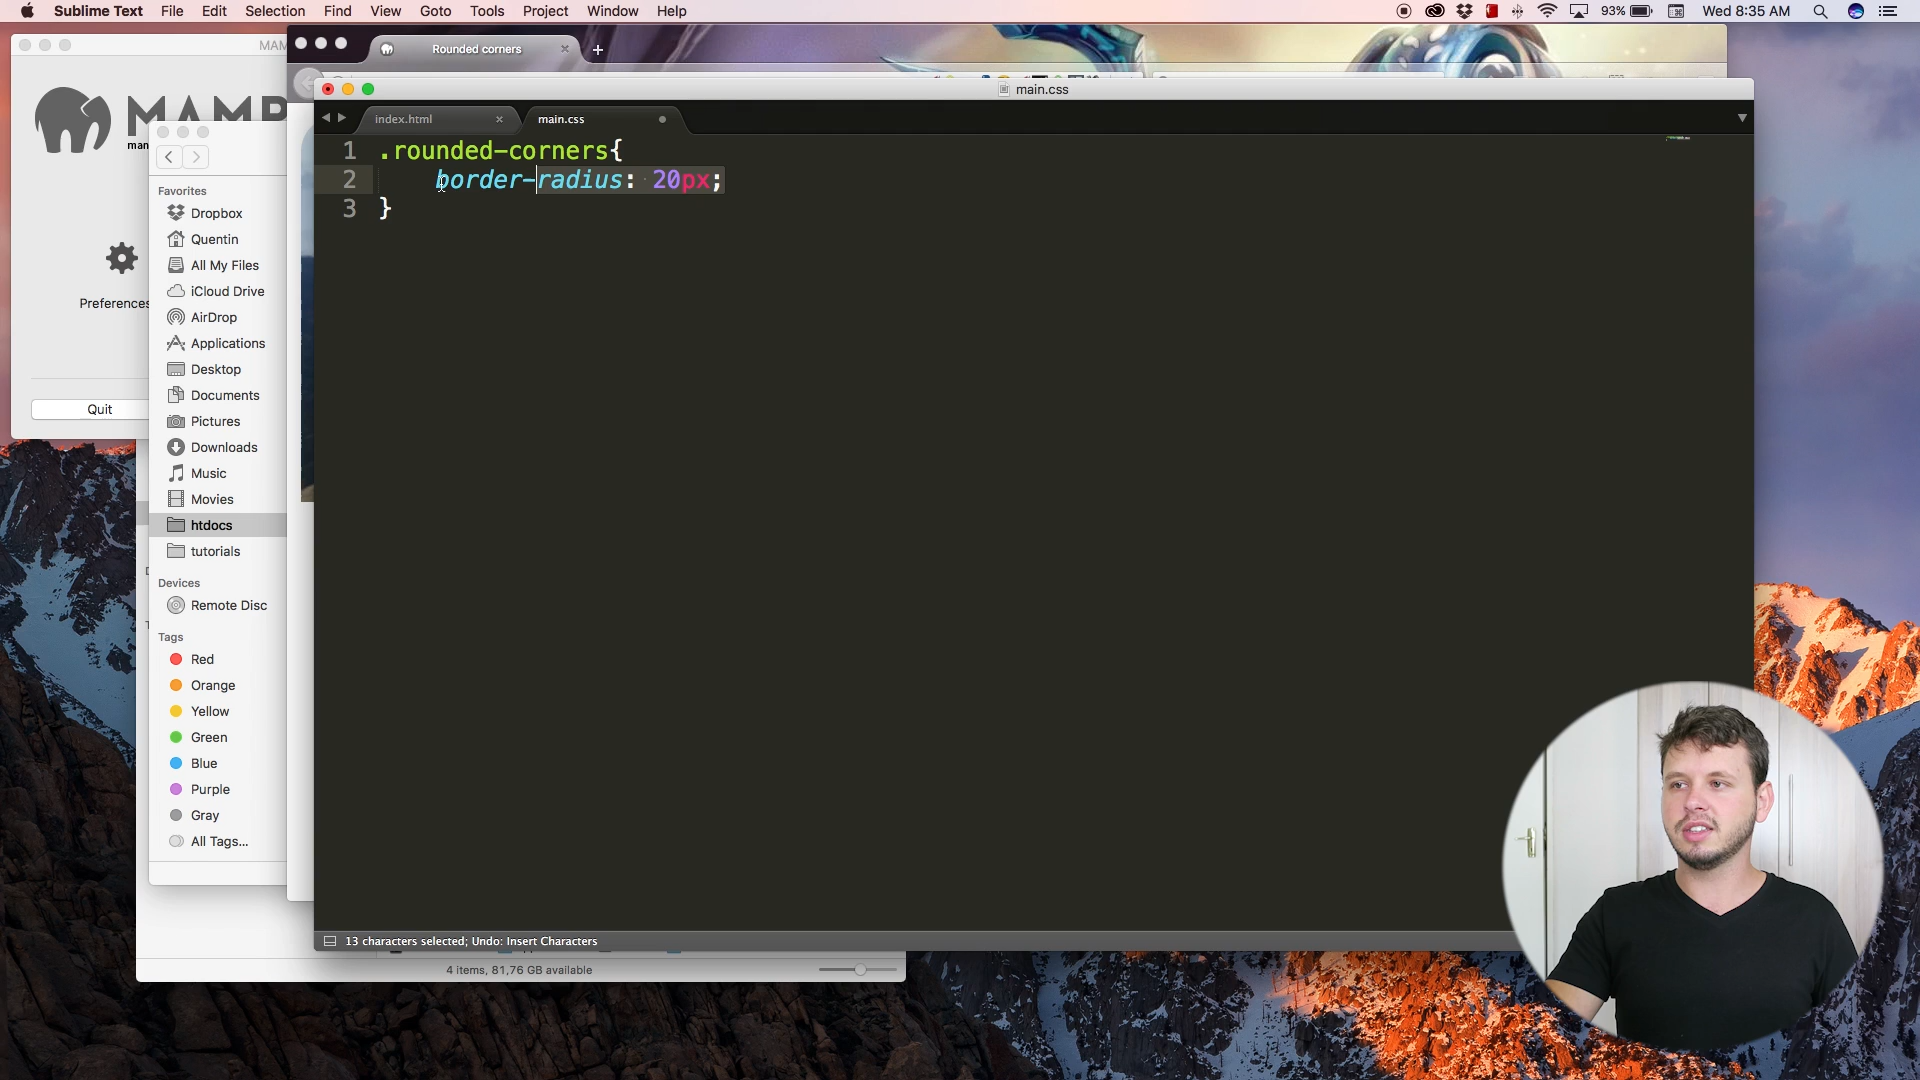 Sublime Text File Edit Selection Find View Goto Tools Project Window Help 93% Wed 8:35 AM
MAM
Rounded corners
main.css
MAMP
index.html
main.css
1 .rounded-corners{
2 border-radius: 20px;
3 }
Favorites
Dropbox
Quentin
All My Files
iCloud Drive
AirDrop
Applications
Desktop
Documents
Pictures
Downloads
Music
Movies
htdocs
tutorials
Devices
Remote Disc
Tags
Red
Orange
Yellow
Green
Blue
Purple
Gray
All Tags...
Preferences
Quit
13 characters selected; Undo: Insert Characters
4 items, 81,76 GB available